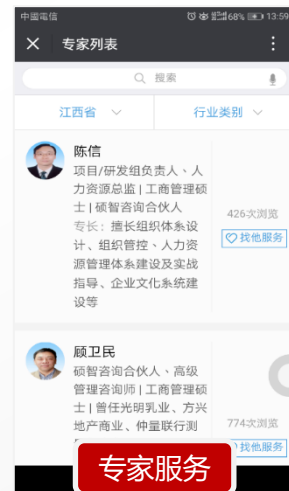 中國電信 68% 13:59
专家列表
搜索
江西省 行业类别
陈信
项目/研发组负责人、人
力资源总监 | 工商管理硕
士 | 硕智咨询合伙人
专长：擅长组织体系设
计、组织管控、人力资
源管理体系建设及实战
指导、企业文化系统建
设等
426次浏览
找他服务
顾卫民
硕智咨询合伙人、高级
管理咨询师 | 工商管理硕
士 | 曾任光明乳业、方兴
地产商业、仲量联行测
774次浏览
找他服务
专家服务